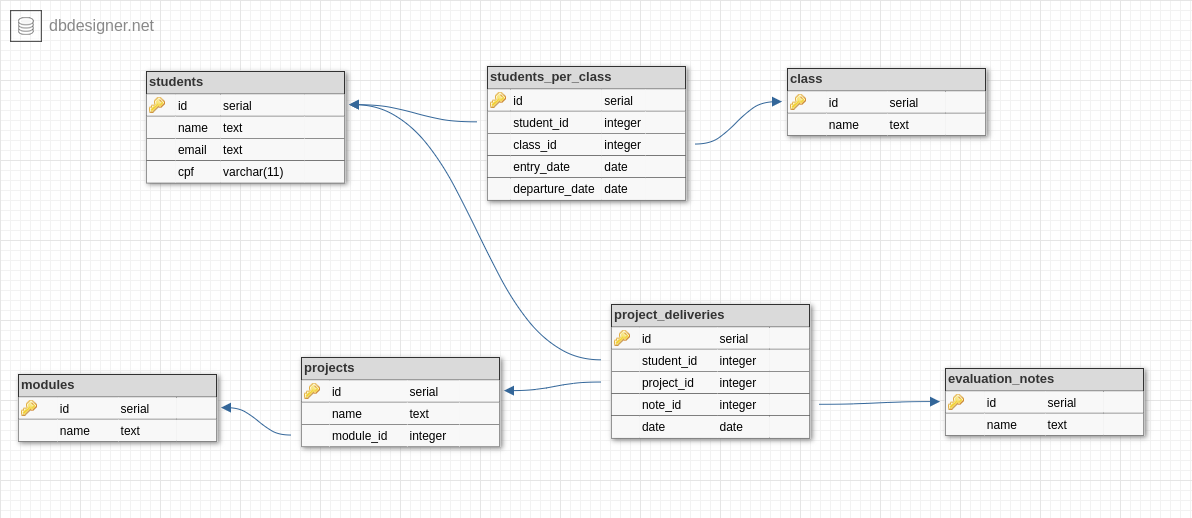 dbdesigner.net
students
id serial
name text
email text
cpf varchar(11)
students_per_class
id serial
student_id integer
class_id integer
entry_date date
departure_date date
class
id serial
name text
modules
id serial
name text
projects
id serial
name text
module_id integer
project_deliveries
id serial
student_id integer
project_id integer
note_id integer
date date
evaluation_notes
id serial
name text